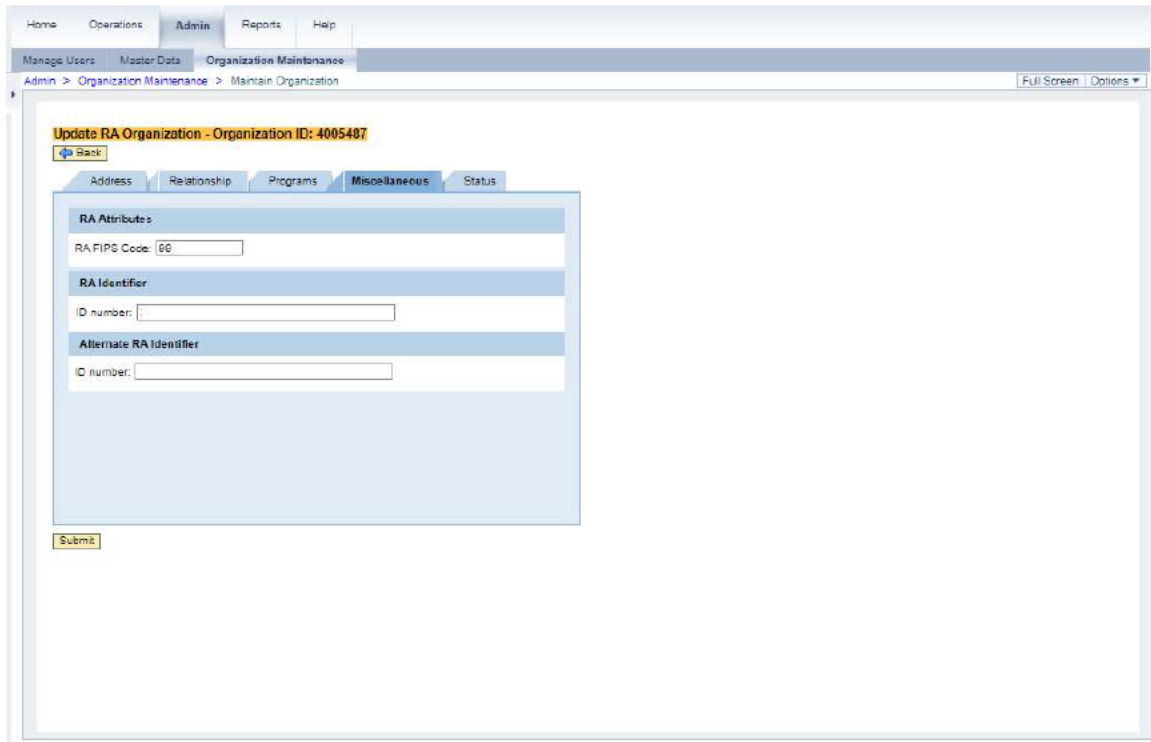 Home Operations Admin Reports Help
Manage Users Master Data Organization Maintenance
Admin > Organization Maintenance > Maintain Organization Full Screen Options
Update RA Organization - Organization ID: 4005487
Back
Address Relationship Programs Miscellaneous Status
RA Attributes
RA FIPS Code:
RA Identifier
ID number:
Alternate RA Identifier
ID number:
Submit